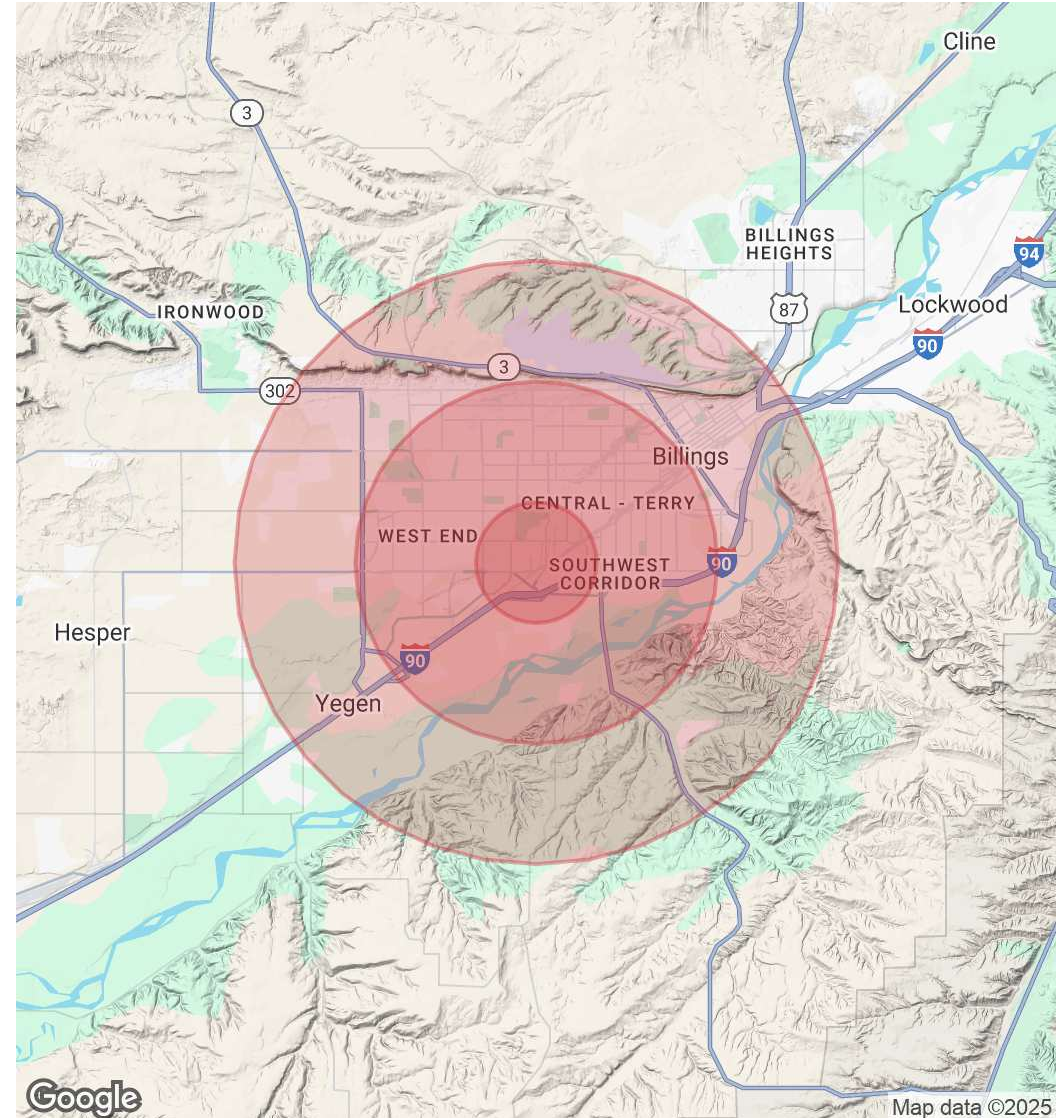 Cline
3
BILLINGS
HEIGHTS
94
IRONWOOD
87
Lockwood
90
3
302
Billings
CENTRAL - TERRY
WEST END
SOUTHWEST
CORRIDOR
90
Hesper
90
Yegen
Google
Map data ©2025